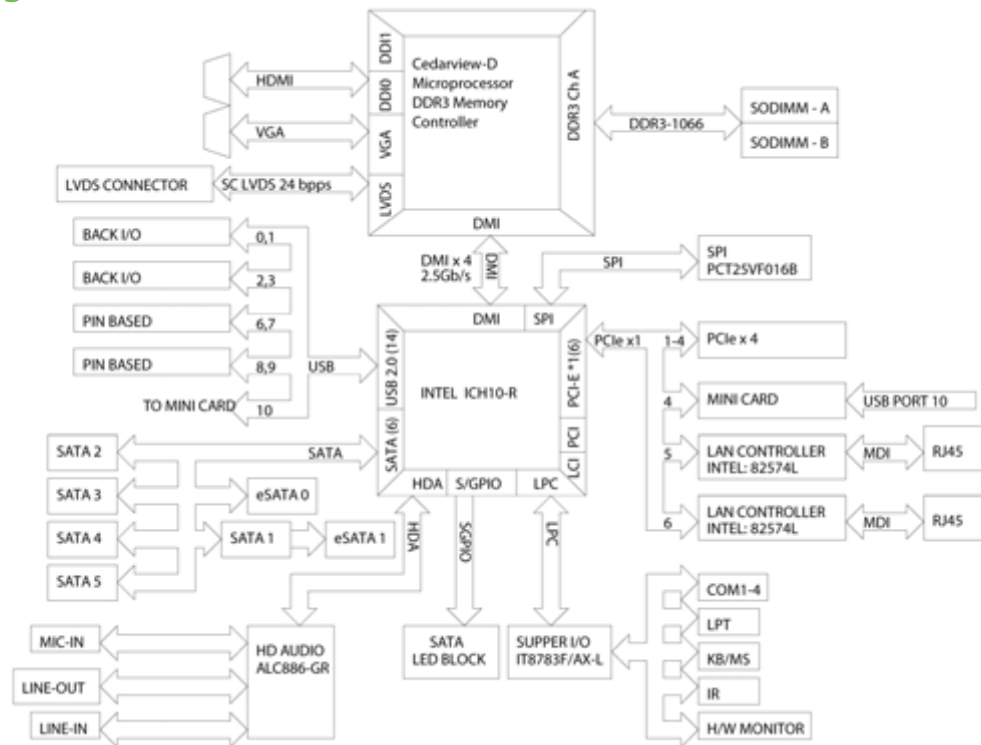 DDI1
DDI0
VGA
LVDS
Cedarview-D
Microprocessor
DDR3 Memory
Controller
DDR3 Ch A
DMI
HDMI
VGA
LVDS CONNECTOR
SC LVDS 24 bpps
DDR3-1066
SODIMM - A
SODIMM - B
BACK I/O
0,1
BACK I/O
2,3
PIN BASED
6,7
PIN BASED
8,9
TO MINI CARD
10
USB
DMI x 4
2.5Gb/s
DMI
SPI
SPI
PCT25VF016B
DMI
SPI
USB 2.0 (14)
SATA (6)
INTEL ICH10-R
PCI-E *1(6)
PCI
LCI
HDA
S/GPIO
LPC
PCIe x1
1-4
PCIe x 4
4
MINI CARD
USB PORT 10
5
LAN CONTROLLER
INTEL: 82574L
MDI
RJ45
6
LAN CONTROLLER
INTEL: 82574L
MDI
RJ45
SATA 2
SATA
SATA 3
eSATA 0
SATA 4
SATA 1
eSATA 1
SATA 5
HDA
SGPIO
LPC
MIC-IN
LINE-OUT
LINE-IN
HD AUDIO
ALC886-GR
SATA
LED BLOCK
SUPPER I/O
IT8783F/AX-L
COM1-4
LPT
KB/MS
IR
H/W MONITOR